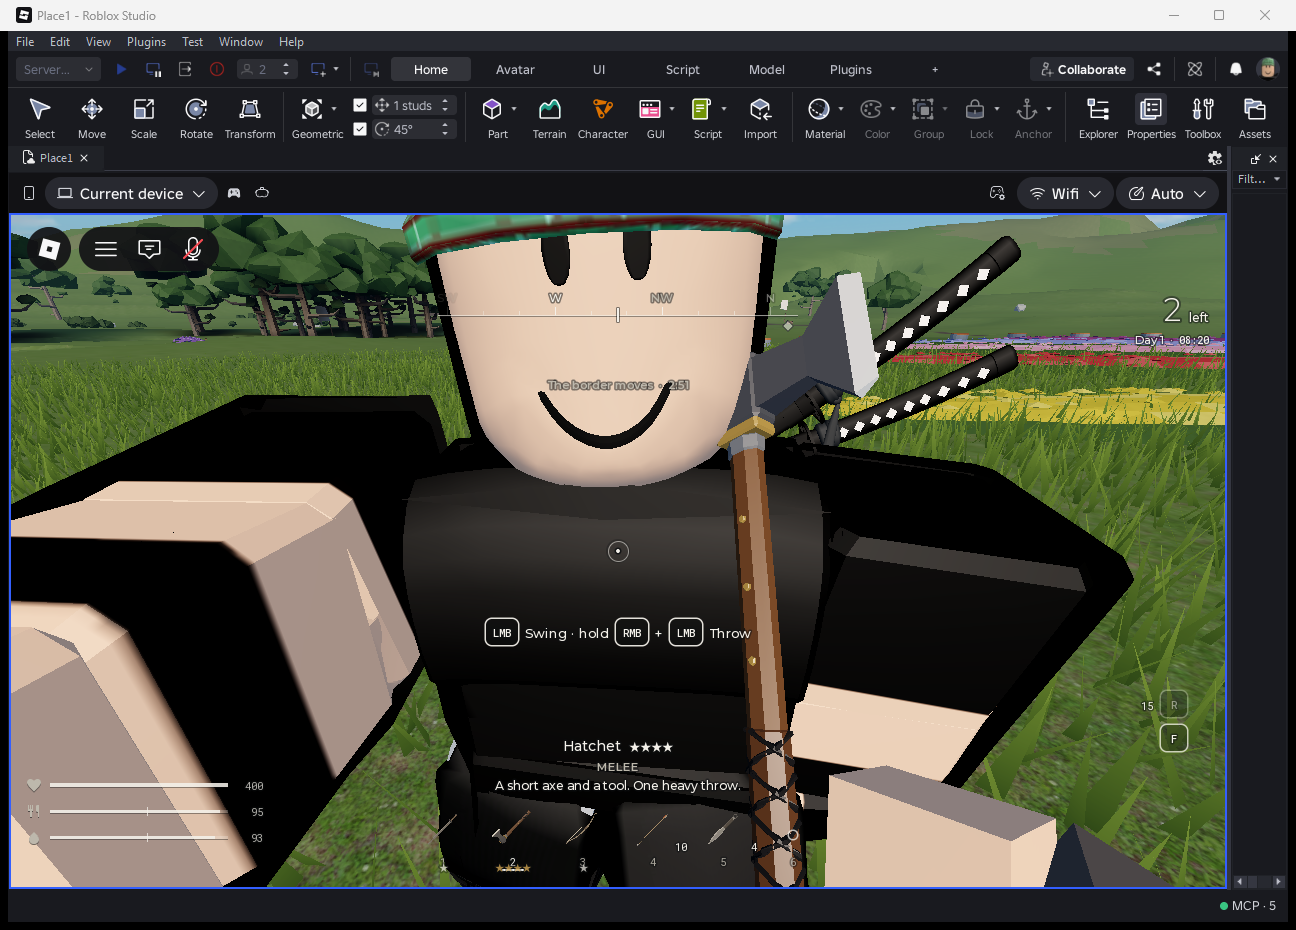 Place1 - Roblox Studio
File Edit View Plugins Test Window Help
Server... 2 Home Avatar UI Script Model Plugins + Collaborate
1 studs
45°
Select Move Scale Rotate Transform Geometric Part Terrain Character GUI Script Import Material Color Group Lock Anchor Explorer Properties Toolbox Assets
Place1
Filt...
Current device Wifi Auto
W NW N
2 left
Day 1 · 08:20
The border moves · 2:51
LMB Swing · hold RMB + LMB Throw
15 R
F
Hatchet ★★★★
MELEE
A short axe and a tool. One heavy throw.
400
95
93
10 4
1 2 3 4 5 6
★ ★★★★ ★
MCP · 5